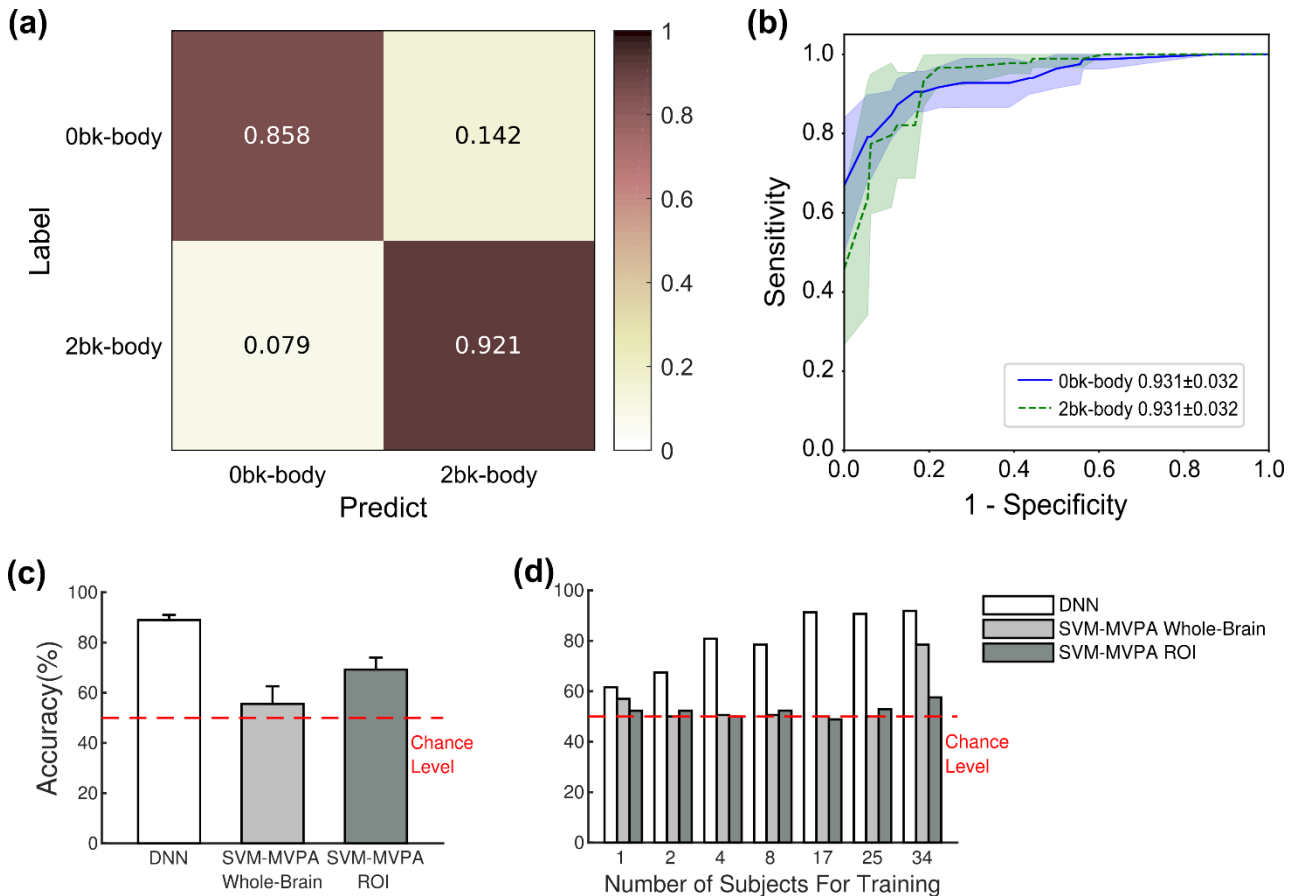 (a)
0bk-body
2bk-body
Label
0.858
0.142
0.079
0.921
0bk-body
2bk-body
Predict
1
0.8
0.6
0.4
0.2
0
(b)
1.0
0.8
0.6
0.4
0.2
0.0
Sensitivity
0bk-body 0.931±0.032
2bk-body 0.931±0.032
0.0
0.2
0.4
0.6
0.8
1.0
1 - Specificity
(c)
100
80
60
40
20
0
Accuracy(%)
Chance
Level
DNN
SVM-MVPA
Whole-Brain
SVM-MVPA
ROI
(d)
100
80
60
40
20
0
Chance
Level
1
2
4
8
17
25
34
Number of Subjects For Training
DNN
SVM-MVPA Whole-Brain
SVM-MVPA ROI